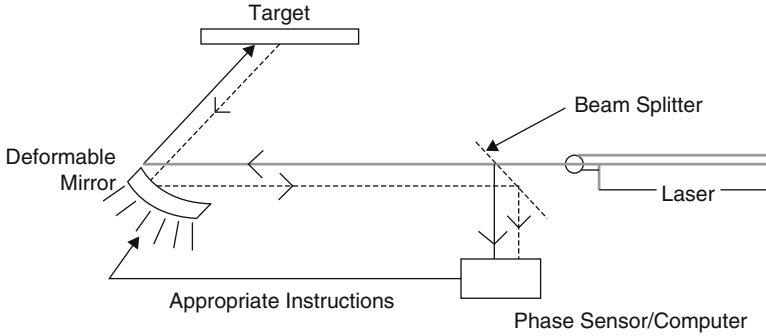 Target
Beam Splitter
Deformable
Mirror
Laser
Appropriate Instructions
Phase Sensor/Computer